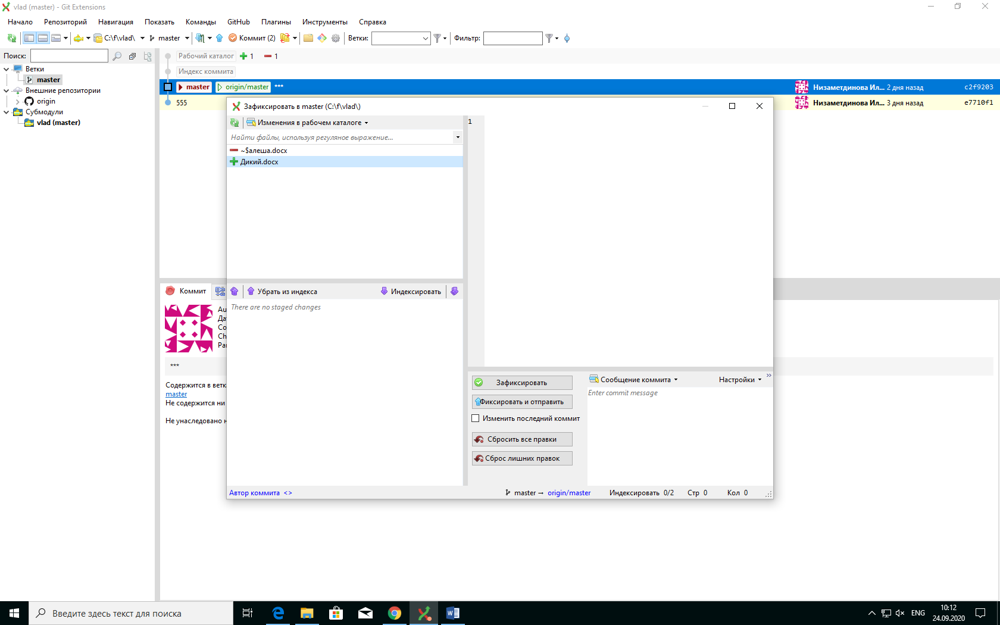 vlad (master) - Git Extensions
Начало Репозиторий Навигация Показать Команды GitHub Плагины Инструменты Справка
C:\f\vlad\ master Коммит (2) Ветки: Фильтр:
Поиск:
Ветки
master
Внешние репозитории
origin
Субмодули
vlad (master)
Рабочий каталог 1 1
Индекс коммита
master origin/master *** Низаметдинова Ил... 2 дня назад c2f9203
555 Низаметдинова Ил... 3 дня назад e7710f1
Зафиксировать в master (C:\f\vlad\)
Изменения в рабочем каталоге
Найти файлы, используя регуляное выражение...
~$алеша.docx
Дикий.docx
1
Убрать из индекса Индексировать
There are no staged changes
Зафиксировать
Фиксировать и отправить
Изменить последний коммит
Сбросить все правки
Сброс лишних правок
Сообщение коммита Настройки »
Enter commit message
Автор коммита <> master → origin/master Индексировать 0/2 Стр 0 Кол 0
Коммит
Au
Да
Co
Ch
Pa
***
Содержится в ветк
master
Не содержится ни
Не унаследовано н
Введите здесь текст для поиска
ENG
10:12
24.09.2020